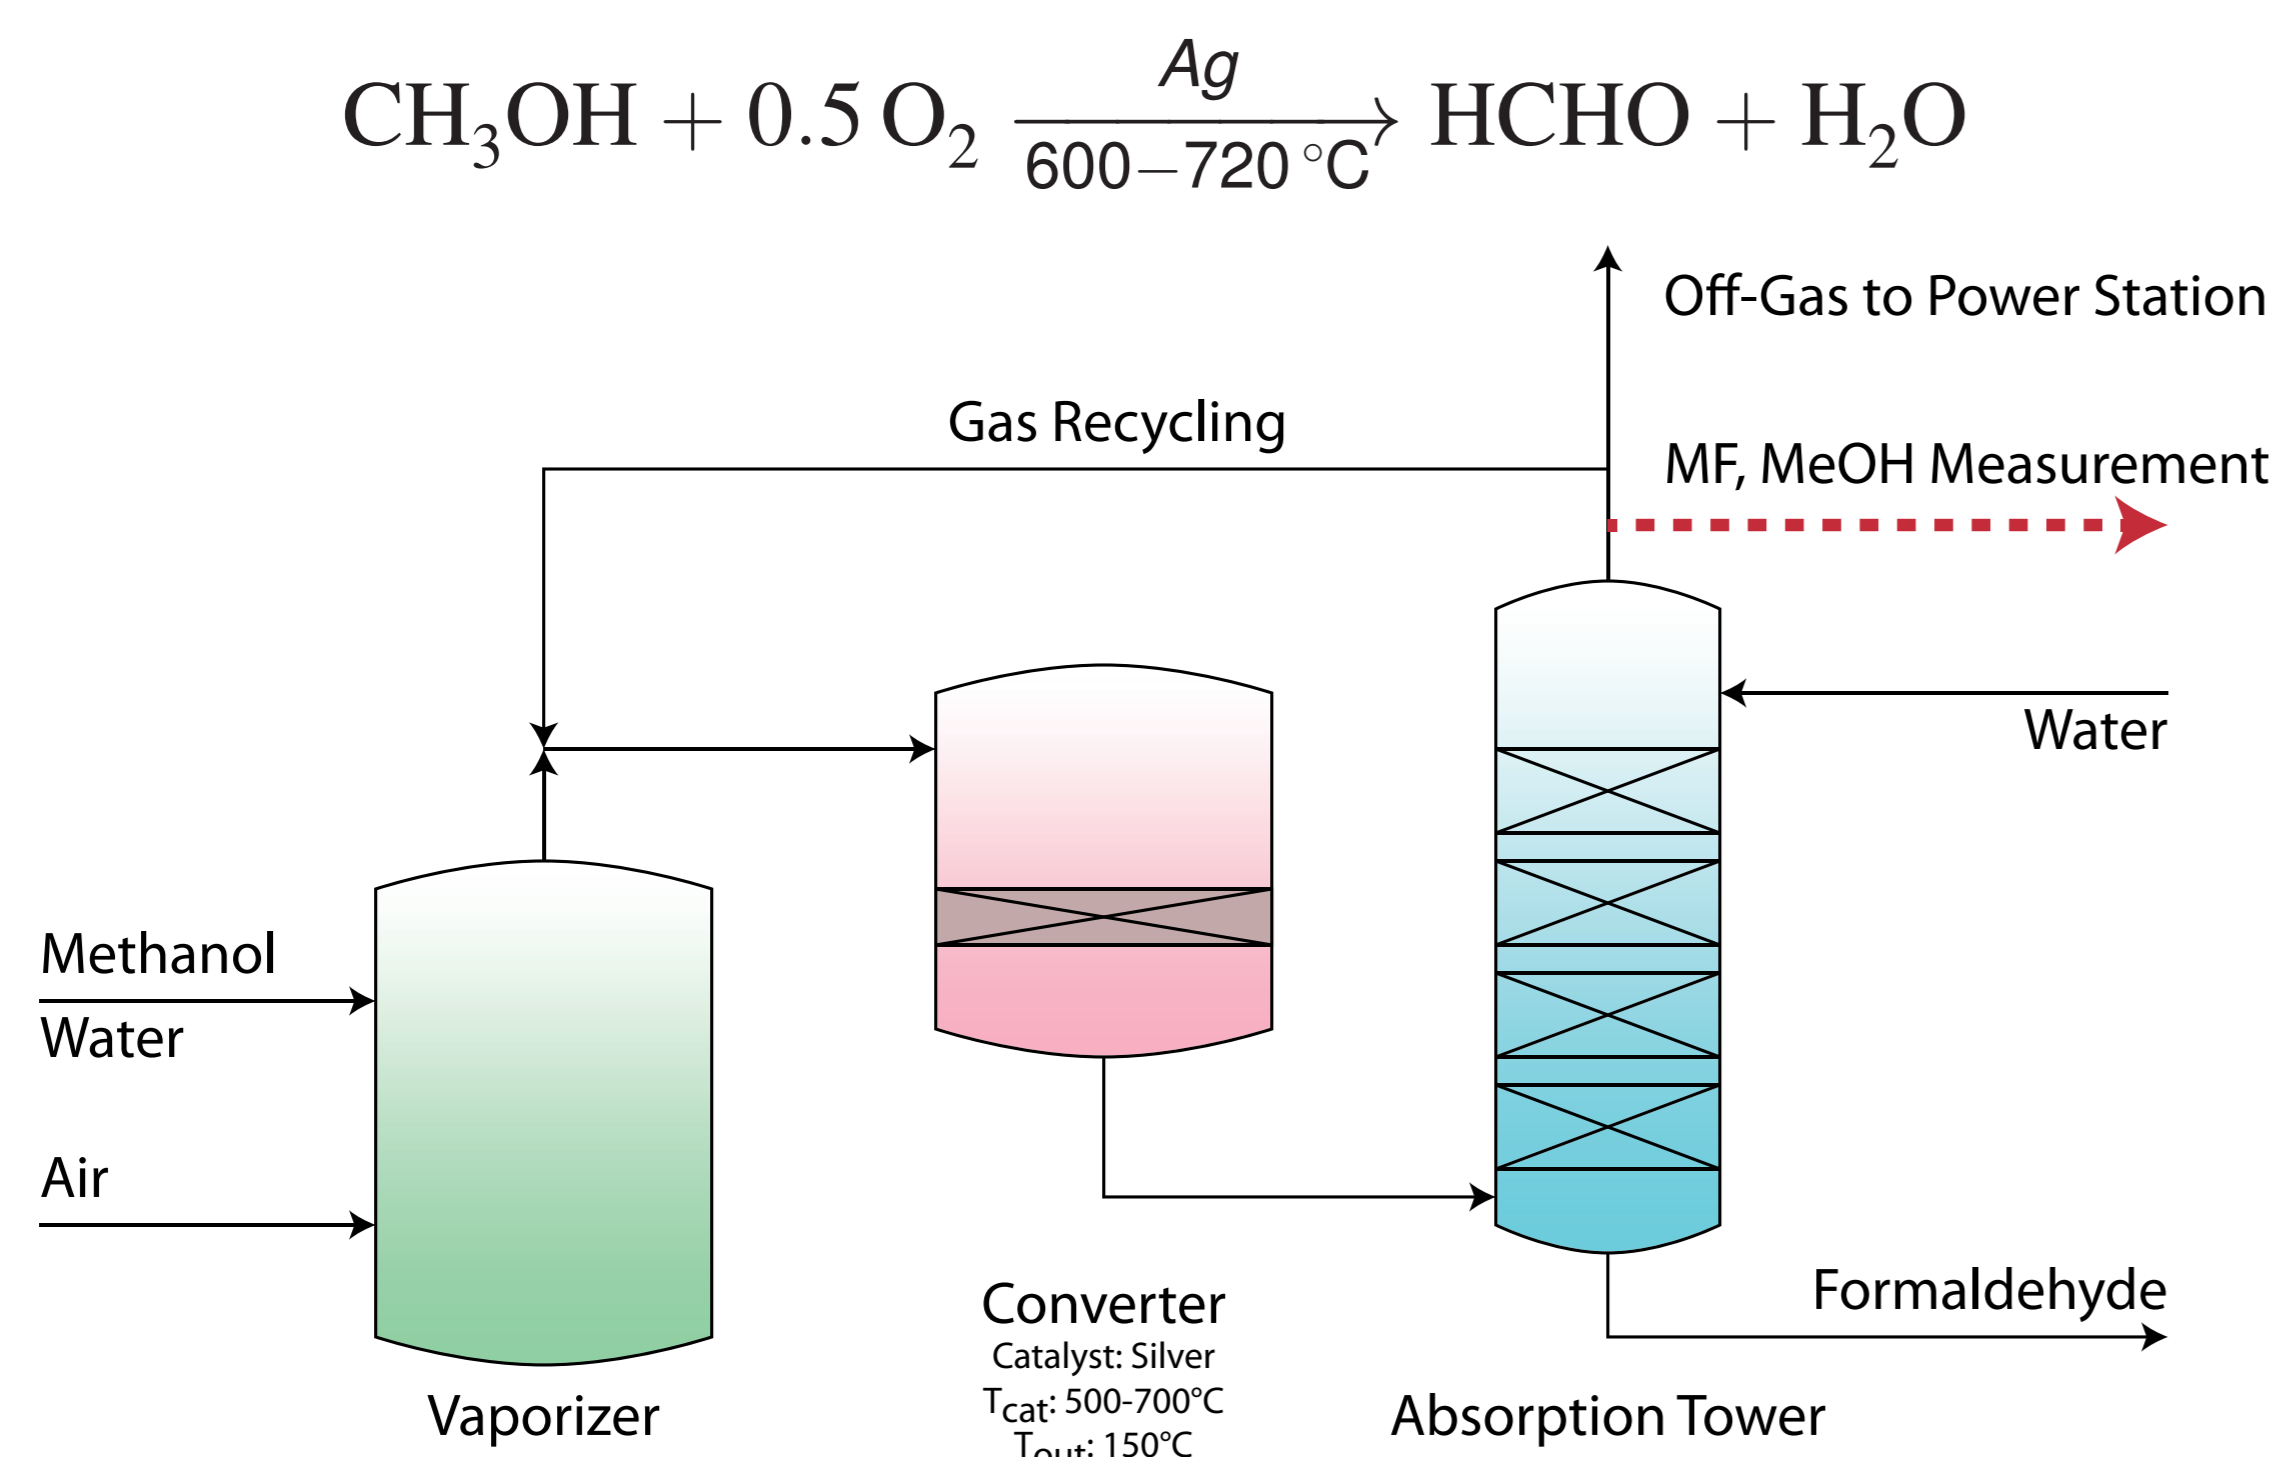 CH₃OH + 0.5 O₂ Ag 600–720 °C HCHO + H₂O
Off-Gas to Power Station
Gas Recycling
MF, MeOH Measurement
Water
Methanol
Water
Air
Formaldehyde
Converter
Catalyst: Silver
Tcat: 500-700°C
Tout: 150°C
Vaporizer
Absorption Tower